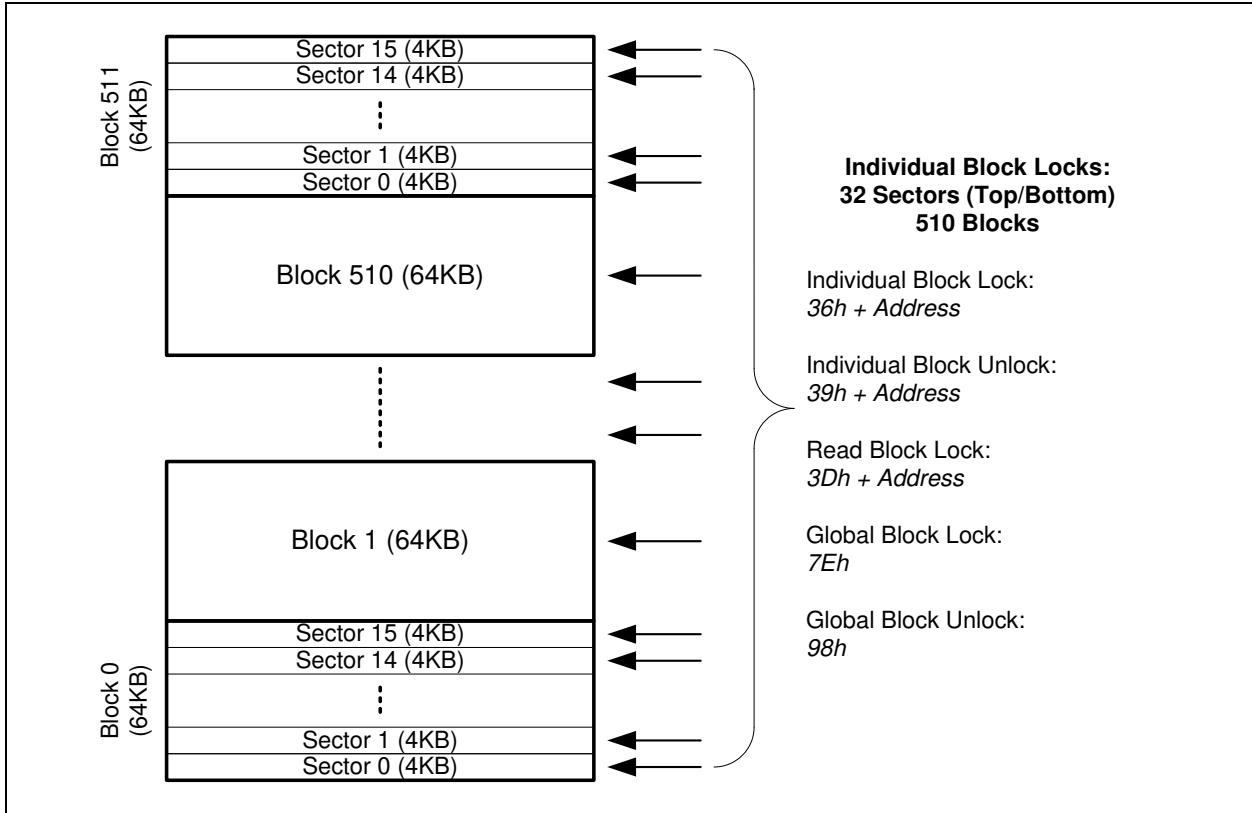 Block 511
(64KB)
Sector 15 (4KB)
Sector 14 (4KB)
Sector 1 (4KB)
Sector 0 (4KB)
Block 510 (64KB)
Block 1 (64KB)
Block 0
(64KB)
Sector 15 (4KB)
Sector 14 (4KB)
Sector 1 (4KB)
Sector 0 (4KB)
Individual Block Locks:
32 Sectors (Top/Bottom)
510 Blocks
Individual Block Lock:
36h + Address
Individual Block Unlock:
39h + Address
Read Block Lock:
3Dh + Address
Global Block Lock:
7Eh
Global Block Unlock:
98h